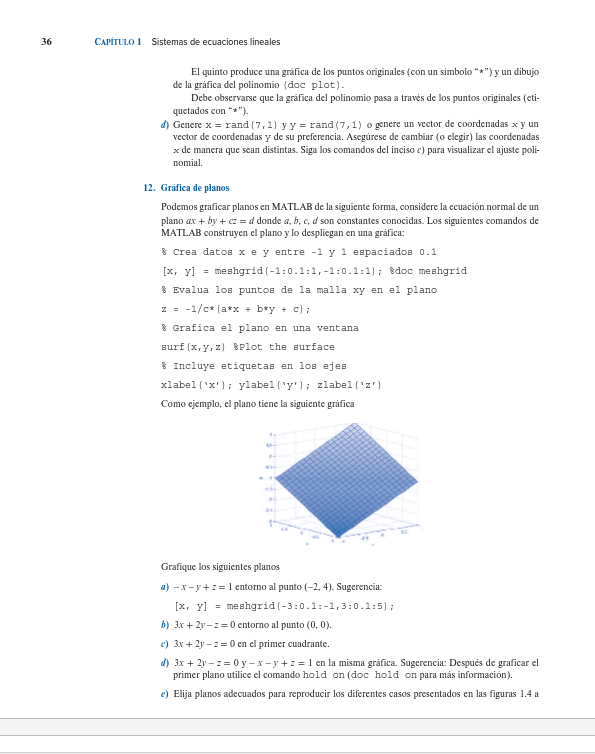 36 CAPÍTULO 1 Sistemas de ecuaciones lineales
El quinto produce una gráfica de los puntos originales (con un símbolo “*”) y un dibujo
de la gráfica del polinomio (doc plot).
Debe observarse que la gráfica del polinomio pasa a través de los puntos originales (eti-
quetados con “*”).
d) Genere x = rand(7,1) y y = rand(7,1) o genere un vector de coordenadas x y un
vector de coordenadas y de su preferencia. Asegúrese de cambiar (o elegir) las coordenadas
x de manera que sean distintas. Siga los comandos del inciso c) para visualizar el ajuste poli-
nomial.
12. Gráfica de planos
Podemos graficar planos en MATLAB de la siguiente forma, considere la ecuación normal de un
plano ax + by + cz = d donde a, b, c, d son constantes conocidas. Los siguientes comandos de
MATLAB construyen el plano y lo despliegan en una gráfica:
% Crea datos x e y entre -1 y 1 espaciados 0.1
[x, y] = meshgrid(-1:0.1:1,-1:0.1:1); %doc meshgrid
% Evalua los puntos de la malla xy en el plano
z = -1/c*(a*x + b*y + c);
% Grafica el plano en una ventana
surf(x,y,z) %Plot the surface
% Incluye etiquetas en los ejes
xlabel(‘x’); ylabel(‘y’); zlabel(‘z’)
Como ejemplo, el plano tiene la siguiente gráfica
Grafique los siguientes planos
a) – x – y + z = 1 entorno al punto (–2, 4). Sugerencia:
[x, y] = meshgrid(-3:0.1:-1,3:0.1:5);
b) 3x + 2y – z = 0 entorno al punto (0, 0).
c) 3x + 2y – z = 0 en el primer cuadrante.
d) 3x + 2y – z = 0 y – x – y + z = 1 en la misma gráfica. Sugerencia: Después de graficar el
primer plano utilice el comando hold on (doc hold on para más información).
e) Elija planos adecuados para reproducir los diferentes casos presentados en las figuras 1.4 a